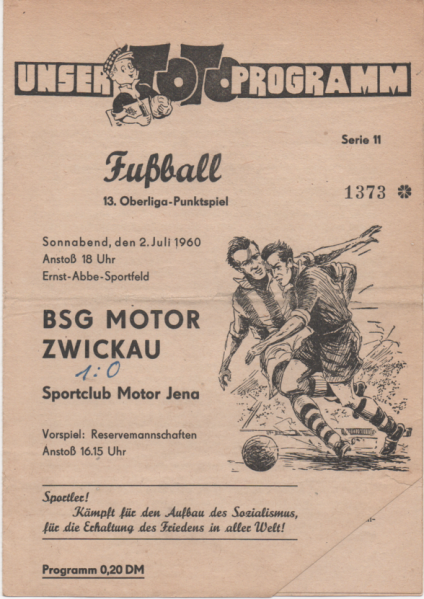 UNSER TOTO PROGRAMM
Serie 11
Fußball
1373
13. Oberliga-Punktspiel
Sonnabend, den 2. Juli 1960
Anstoß 18 Uhr
Ernst-Abbe-Sportfeld
BSG MOTOR
ZWICKAU
1:0
Sportclub Motor Jena
Vorspiel: Reservemannschaften
Anstoß 16.15 Uhr
Sportler!
Kämpft für den Aufbau des Sozialismus,
für die Erhaltung des Friedens in aller Welt!
Programm 0,20 DM